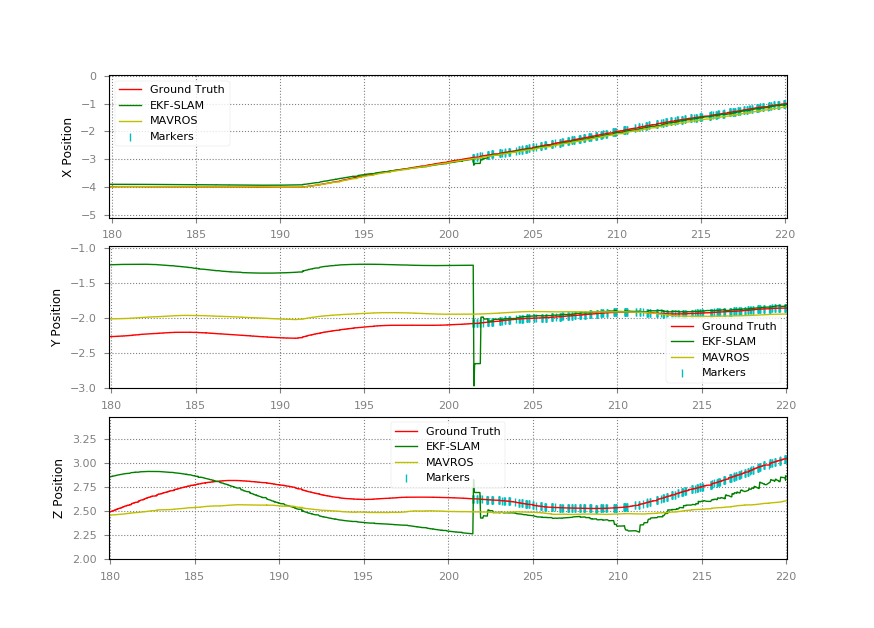 X Position
0
−1
−2
−3
−4
−5
Ground Truth
EKF-SLAM
MAVROS
Markers
180 185 190 195 200 205 210 215 220
Y Position
−1.0
−1.5
−2.0
−2.5
−3.0
Ground Truth
EKF-SLAM
MAVROS
Markers
180 185 190 195 200 205 210 215 220
Z Position
3.25
3.00
2.75
2.50
2.25
2.00
Ground Truth
EKF-SLAM
MAVROS
Markers
180 185 190 195 200 205 210 215 220